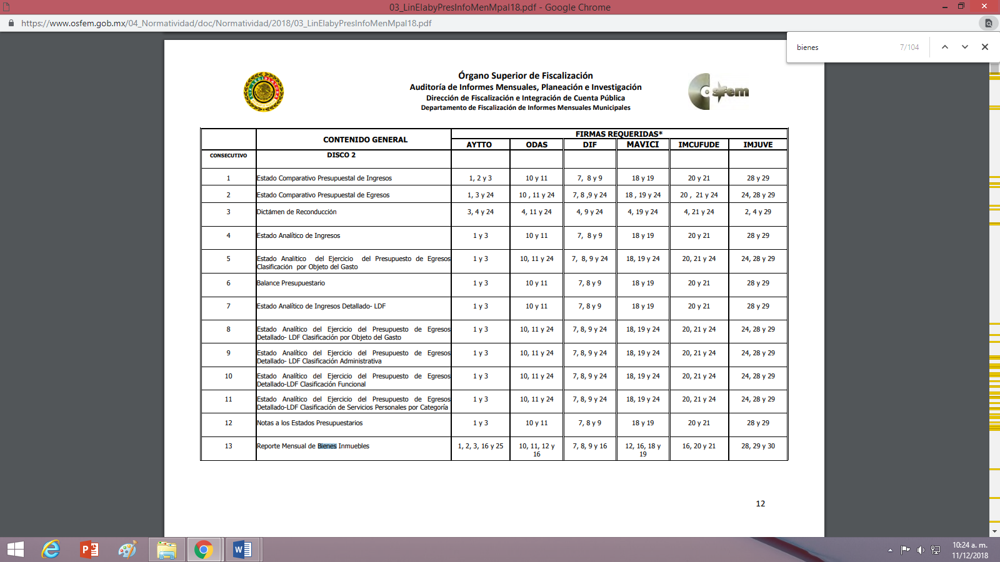 03_LinElabyPresInfoMenMpal18.pdf - Google Chrome
https://www.osfem.gob.mx/04_Normatividad/doc/Normatividad/2018/03_LinElabyPresInfoMenMpal18.pdf
bienes 7/104
Órgano Superior de Fiscalización
Auditoría de Informes Mensuales, Planeación e Investigación
Dirección de Fiscalización e Integración de Cuenta Pública
Departamento de Fiscalización de Informes Mensuales Municipales
osfem
CONTENIDO GENERAL FIRMAS REQUERIDAS*
AYTTO ODAS DIF MAVICI IMCUFUDE IMJUVE
CONSECUTIVO DISCO 2
1 Estado Comparativo Presupuestal de Ingresos 1, 2 y 3 10 y 11 7, 8 y 9 18 y 19 20 y 21 28 y 29
2 Estado Comparativo Presupuestal de Egresos 1, 3 y 24 10 , 11 y 24 7, 8 ,9 y 24 18 , 19 y 24 20 , 21 y 24 24, 28 y 29
3 Dictámen de Reconducción 3, 4 y 24 4, 11 y 24 4, 9 y 24 4, 19 y 24 4, 21 y 24 2, 4 y 29
4 Estado Analítico de Ingresos 1 y 3 10 y 11 7, 8 y 9 18 y 19 20 y 21 28 y 29
5 Estado Analítico del Ejercicio del Presupuesto de Egresos 1 y 3 10, 11 y 24 7, 8, 9 y 24 18, 19 y 24 20, 21 y 24 24, 28 y 29
Clasificación por Objeto del Gasto
6 Balance Presupuestario 1 y 3 10 y 11 7, 8 y 9 18 y 19 20 y 21 28 y 29
7 Estado Analítico de Ingresos Detallado- LDF 1 y 3 10 y 11 7, 8 y 9 18 y 19 20 y 21 28 y 29
8 Estado Analítico del Ejercicio del Presupuesto de Egresos 1 y 3 10, 11 y 24 7, 8, 9 y 24 18, 19 y 24 20, 21 y 24 24, 28 y 29
Detallado- LDF Clasificación por Objeto del Gasto
9 Estado Analítico del Ejercicio del Presupuesto de Egresos 1 y 3 10, 11 y 24 7, 8, 9 y 24 18, 19 y 24 20, 21 y 24 24, 28 y 29
Detallado- LDF Clasificación Administrativa
10 Estado Analítico del Ejercicio del Presupuesto de Egresos 1 y 3 10, 11 y 24 7, 8, 9 y 24 18, 19 y 24 20, 21 y 24 24, 28 y 29
Detallado-LDF Clasificación Funcional
11 Estado Analítico del Ejercicio del Presupuesto de Egresos 1 y 3 10, 11 y 24 7, 8, 9 y 24 18, 19 y 24 20, 21 y 24 24, 28 y 29
Detallado-LDF Clasificación de Servicios Personales por Categoría
12 Notas a los Estados Presupuestarios 1 y 3 10 y 11 7, 8 y 9 18 y 19 20 y 21 28 y 29
13 Reporte Mensual de Bienes Inmuebles 1, 2, 3, 16 y 25 10, 11, 12 y 7, 8, 9 y 16 12, 16, 18 y 16, 20 y 21 28, 29 y 30
16 19
12
10:24 a. m.
11/12/2018